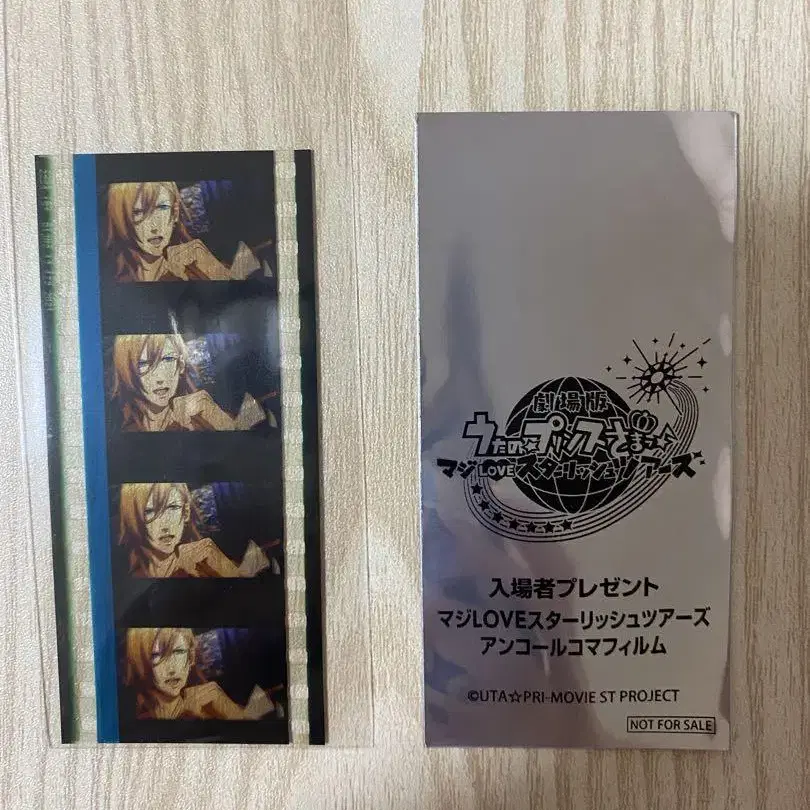 劇場版
うたの☆プリンスさまっ♪
マジLOVEスターリッシュツアーズ
入場者プレゼント
マジLOVEスターリッシュツアーズ
アンコールコマフィルム
©UTA☆PRI-MOVIE ST PROJECT
NOT FOR SALE